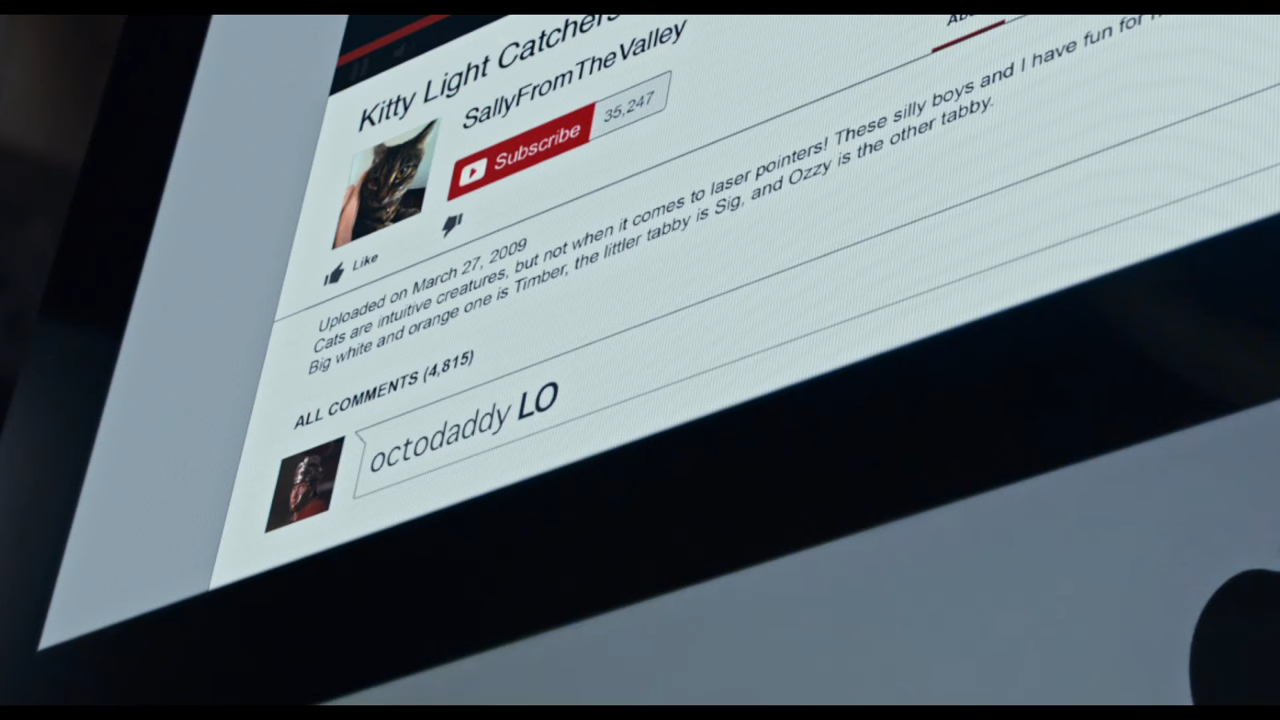 Kitty Light Catchers
SallyFromTheValley
Subscribe 35,247
Like
Uploaded on March 27, 2009
Cats are intuitive creatures, but not when it comes to laser pointers! These silly boys and I have fun for
Big white and orange one is Timber, the littler tabby is Sig, and Ozzy is the other tabby.
ALL COMMENTS (4,815)
octodaddy LO